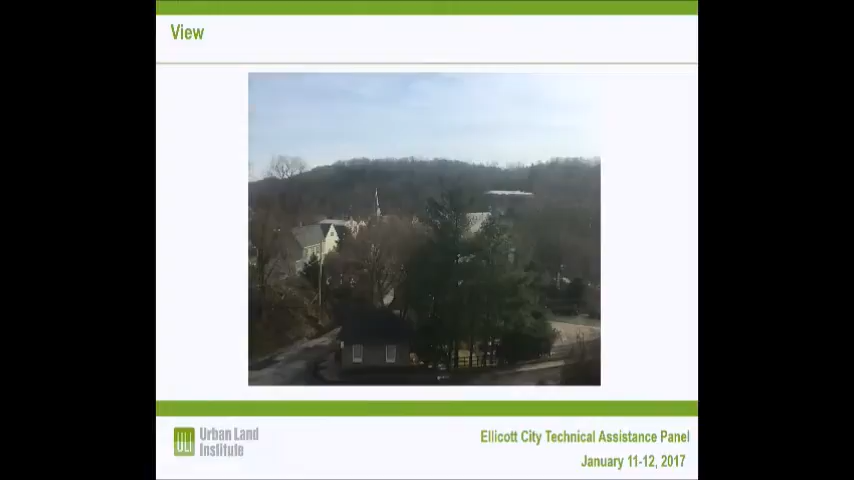 View
ULI
Urban Land
Institute
Ellicott City Technical Assistance Panel
January 11-12, 2017